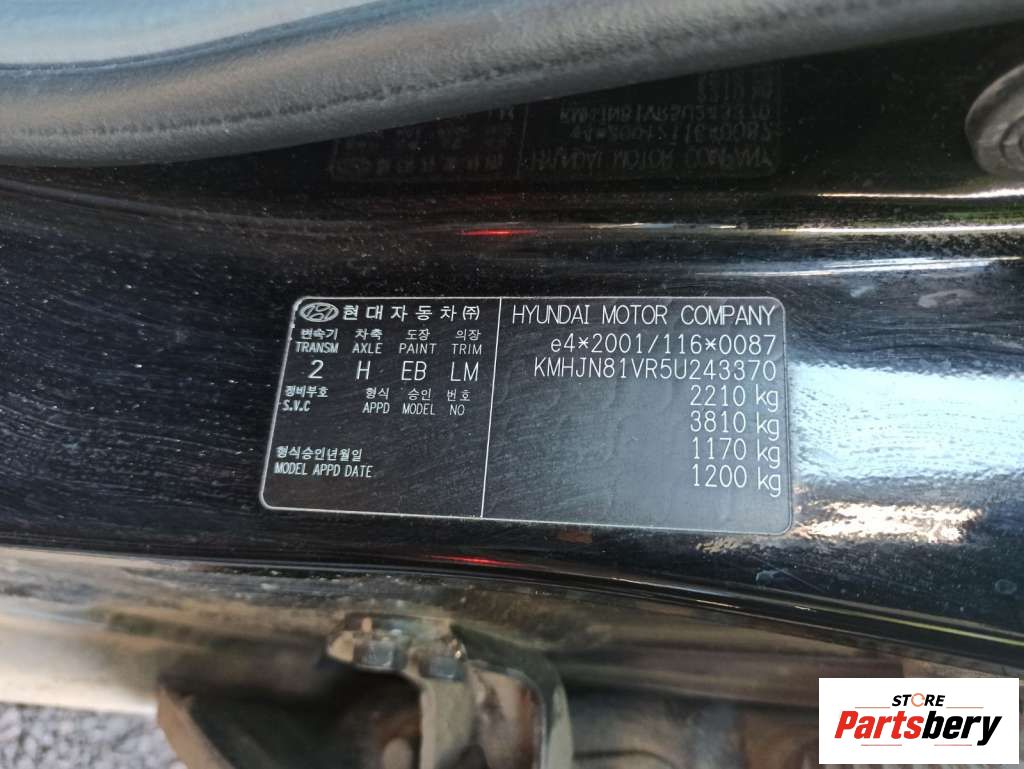 현대자동차㈜
변속기 차축 도장 의장
TRANSM AXLE PAINT TRIM
2 H EB LM
정비부호 형식 승인 번호
S.V.C APPD MODEL NO
형식승인년월일
MODEL APPD DATE
HYUNDAI MOTOR COMPANY
e4*2001/116*0087
KMHJN81VR5U243370
2210 kg
3810 kg
1170 kg
1200 kg
STORE
Partsbery